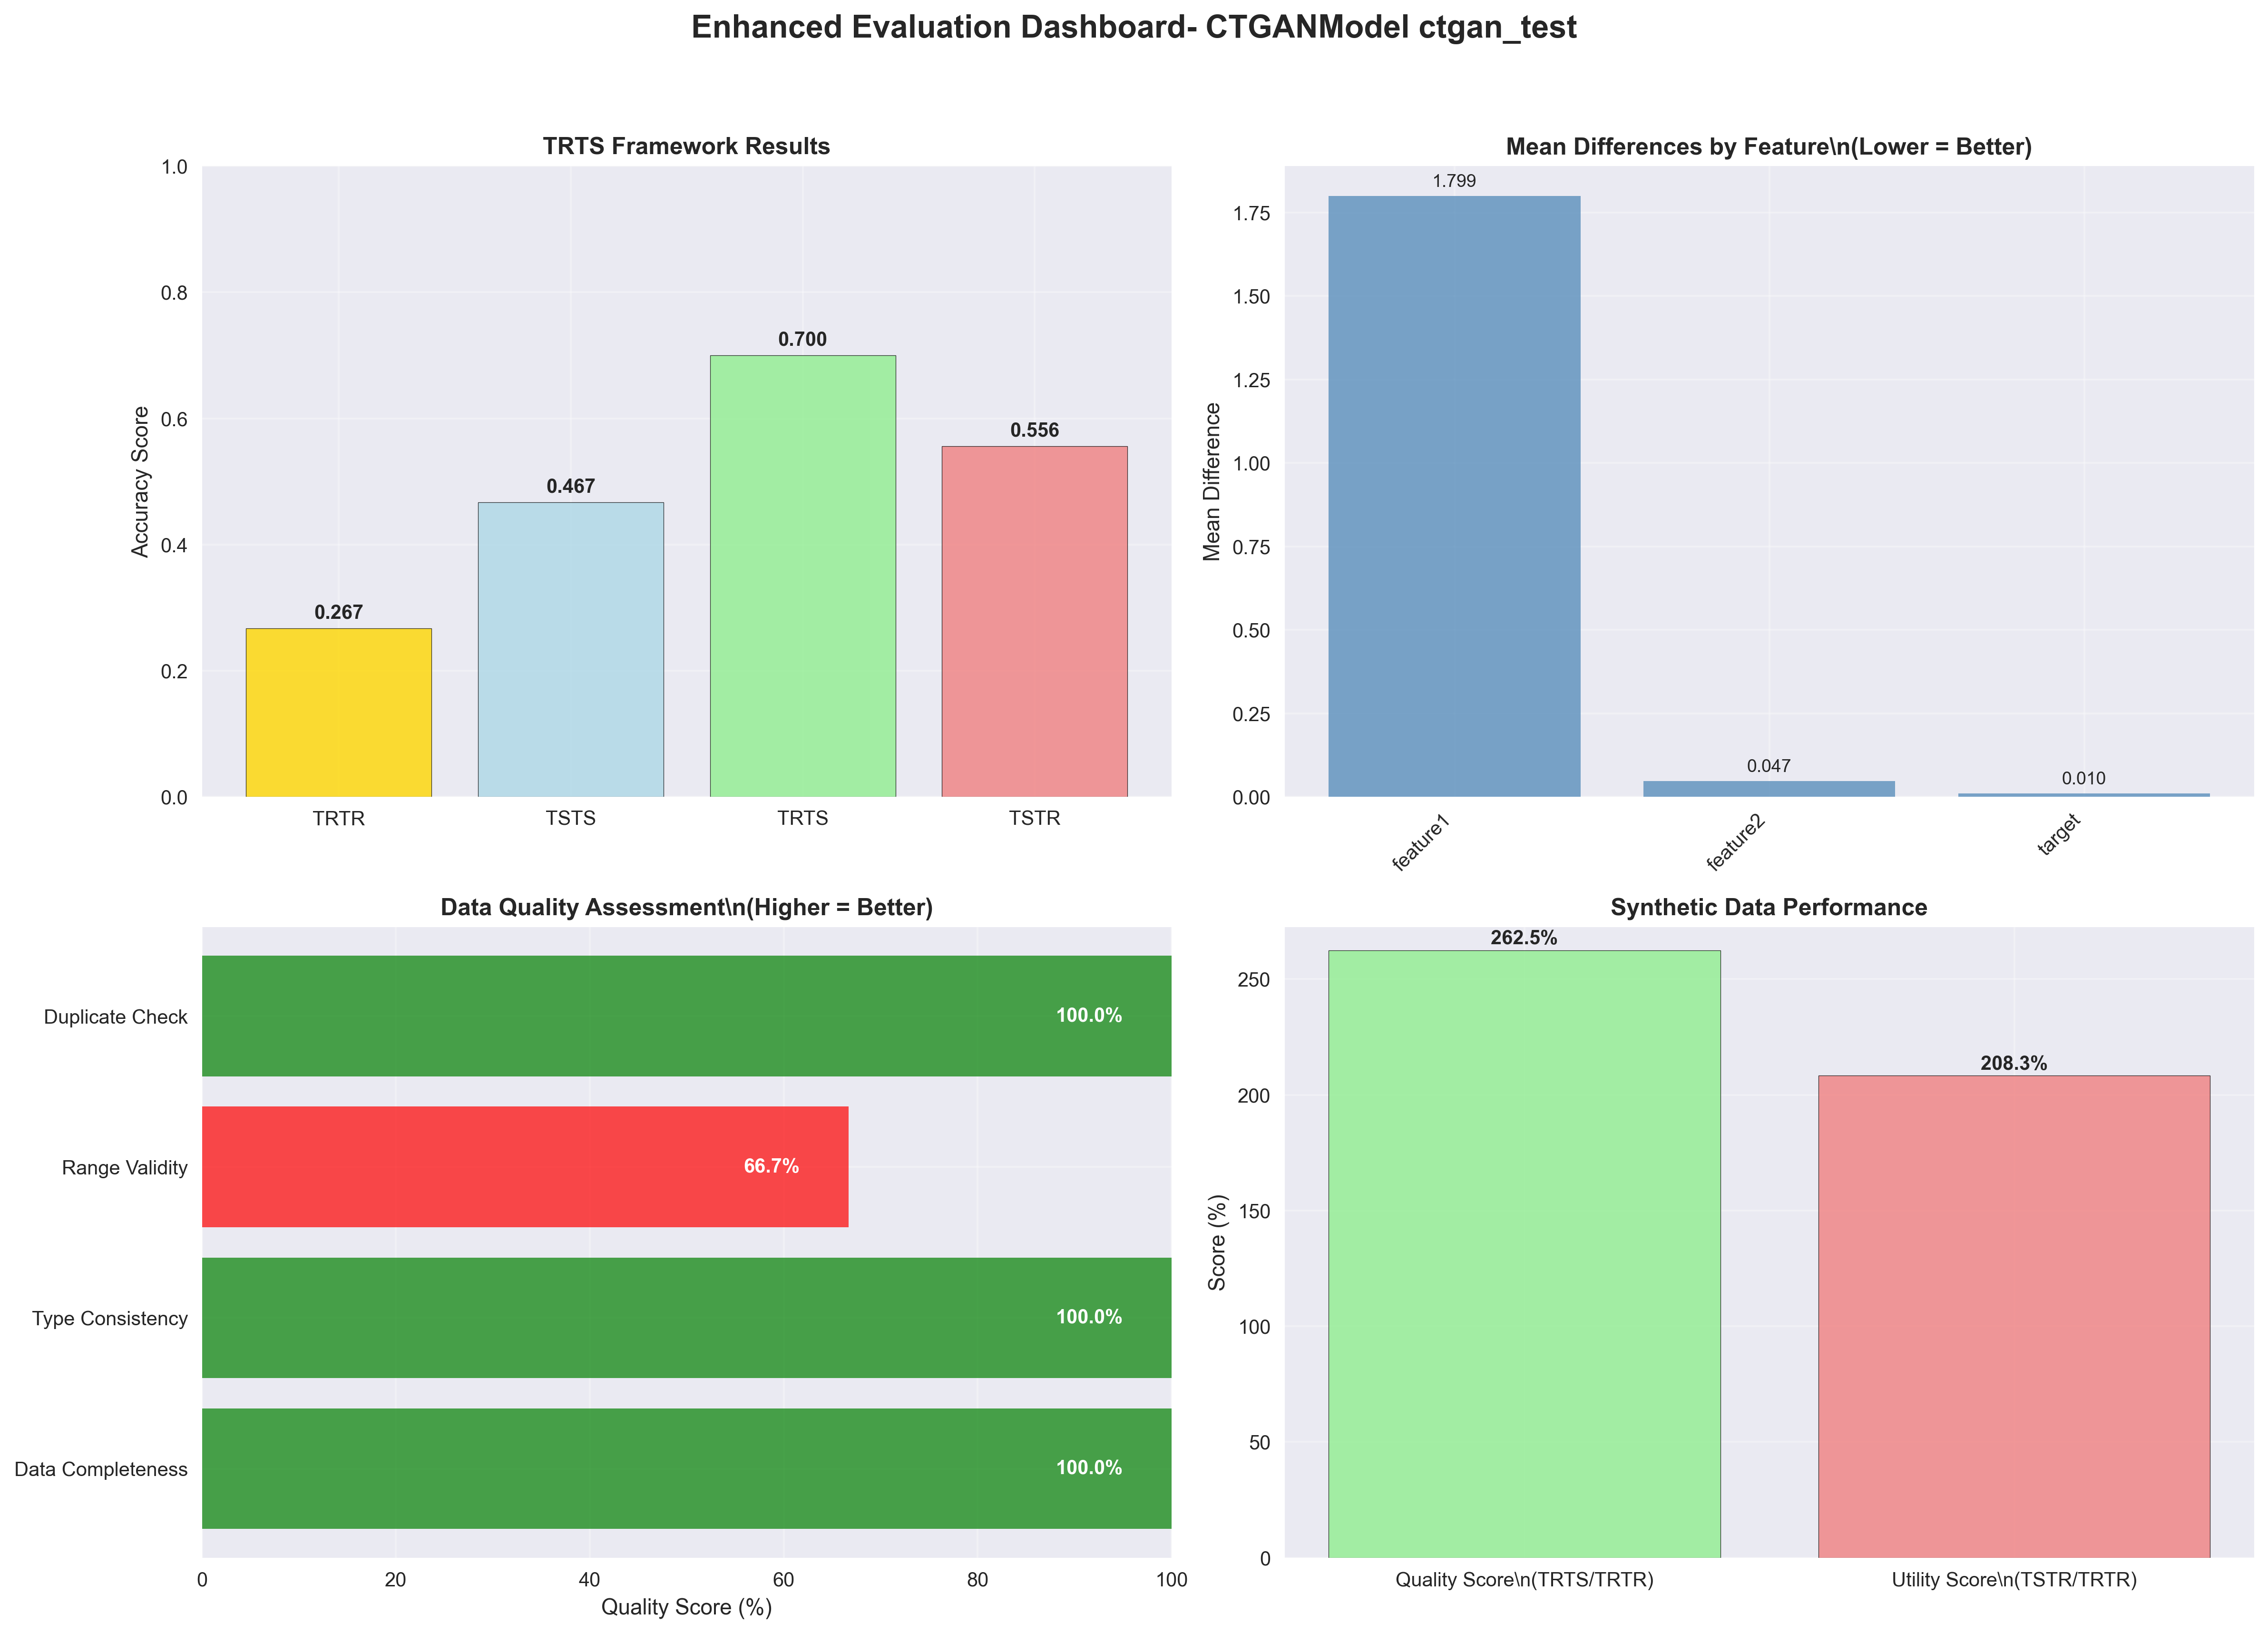 Enhanced Evaluation Dashboard- CTGANModel ctgan_test
TRTS Framework Results
1.0
0.8
0.6
0.4
0.2
0.0
Accuracy Score
0.267
0.467
0.700
0.556
TRTR
TSTS
TRTS
TSTR
Mean Differences by Feature\n(Lower = Better)
1.75
1.50
1.25
1.00
0.75
0.50
0.25
0.00
Mean Difference
1.799
0.047
0.010
feature1
feature2
target
Data Quality Assessment\n(Higher = Better)
Duplicate Check
100.0%
Range Validity
66.7%
Type Consistency
100.0%
Data Completeness
100.0%
0
20
40
60
80
100
Quality Score (%)
Synthetic Data Performance
250
200
150
100
50
0
Score (%)
262.5%
208.3%
Quality Score\n(TRTS/TRTR)
Utility Score\n(TSTR/TRTR)